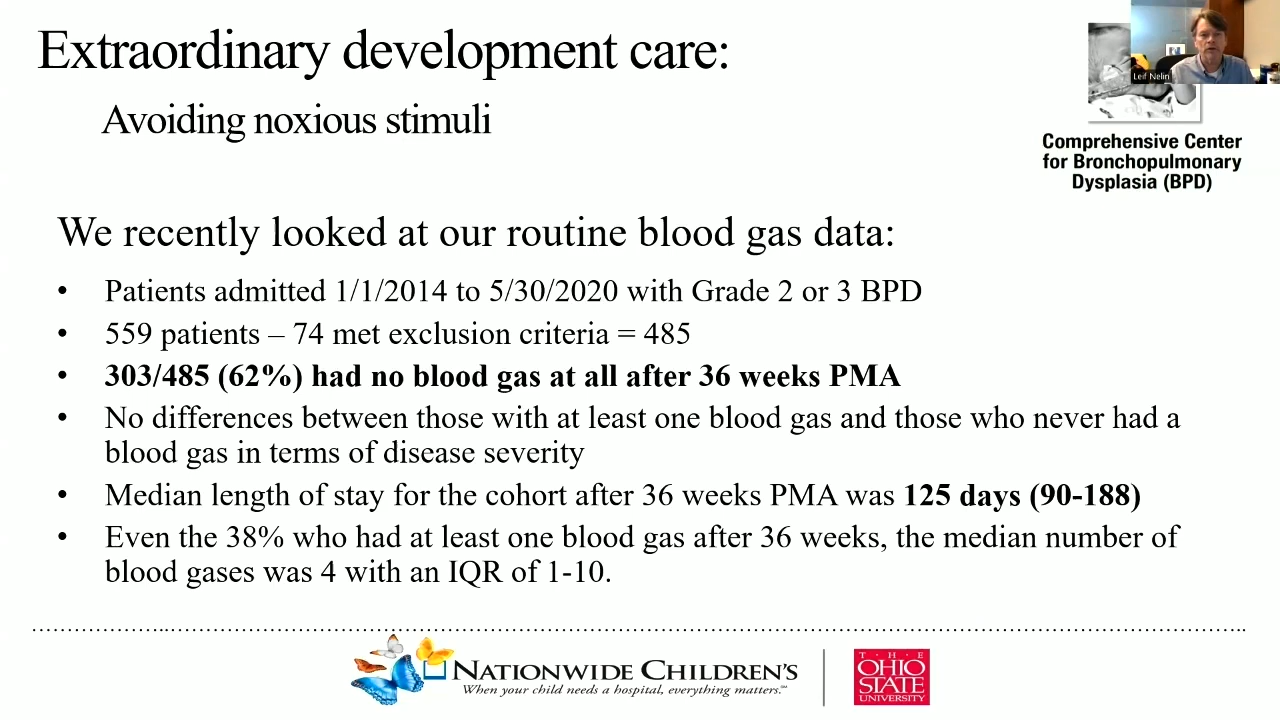 Extraordinary development care:
Avoiding noxious stimuli
Leif Nelin
Comprehensive Center
for Bronchopulmonary
Dysplasia (BPD)
We recently looked at our routine blood gas data:
• Patients admitted 1/1/2014 to 5/30/2020 with Grade 2 or 3 BPD
• 559 patients – 74 met exclusion criteria = 485
• 303/485 (62%) had no blood gas at all after 36 weeks PMA
• No differences between those with at least one blood gas and those who never had a
blood gas in terms of disease severity
• Median length of stay for the cohort after 36 weeks PMA was 125 days (90-188)
• Even the 38% who had at least one blood gas after 36 weeks, the median number of
blood gases was 4 with an IQR of 1-10.
NATIONWIDE CHILDREN'S
When your child needs a hospital, everything matters.℠
THE
OHIO
STATE
UNIVERSITY